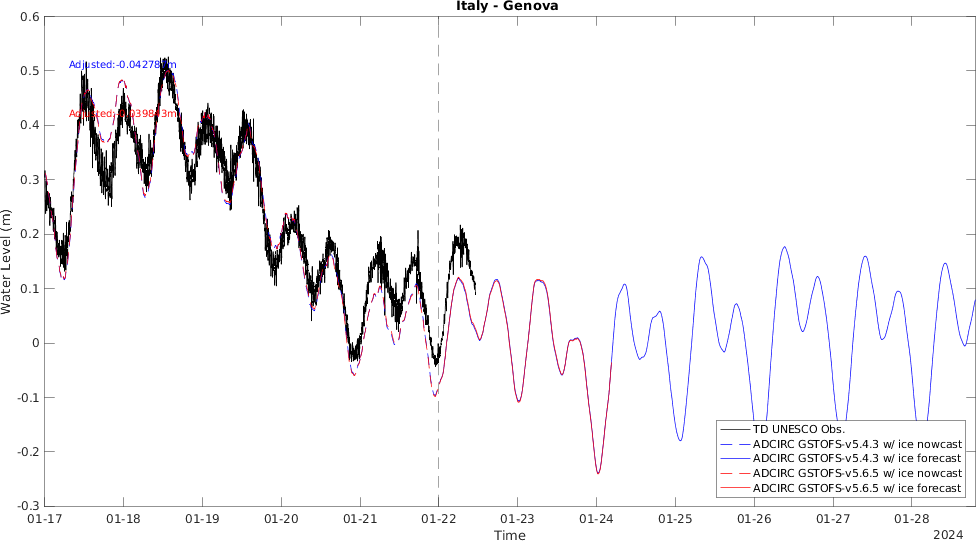 Italy - Genova
0.6
0.5
0.4
0.3
0.2
0.1
0
-0.1
-0.2
-0.3
Water Level (m)
Adjusted:-0.04278 m
TD UNESCO Obs.
ADCIRC GSTOFS-v5.4.3 w/ ice nowcast
ADCIRC GSTOFS-v5.4.3 w/ ice forecast
ADCIRC GSTOFS-v5.6.5 w/ ice nowcast
ADCIRC GSTOFS-v5.6.5 w/ ice forecast
01-17 01-18 01-19 01-20 01-21 01-22 01-23 01-24 01-25 01-26 01-27 01-28
Time
2024